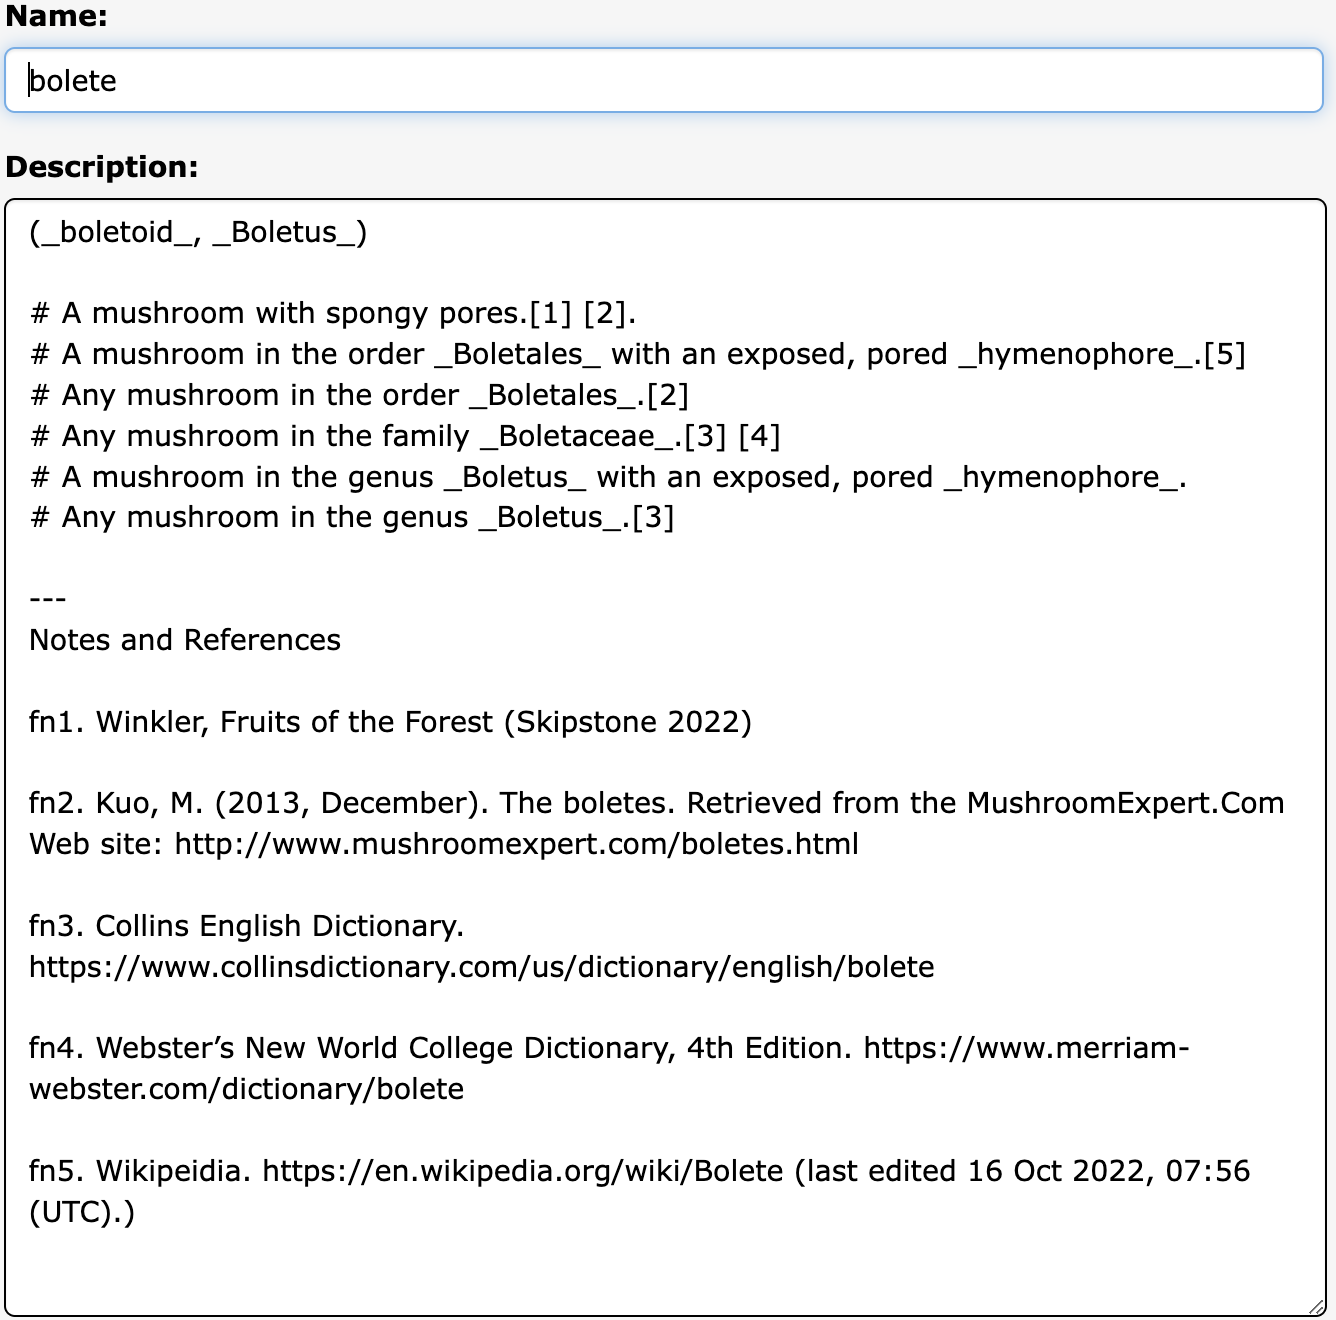 Name:
bolete
Description:
(_boletoid_, _Boletus_)
# A mushroom with spongy pores.[1] [2].
# A mushroom in the order _Boletales_ with an exposed, pored _hymenophore_.[5]
# Any mushroom in the order _Boletales_.[2]
# Any mushroom in the family _Boletaceae_.[3] [4]
# A mushroom in the genus _Boletus_ with an exposed, pored _hymenophore_.
# Any mushroom in the genus _Boletus_.[3]
---
Notes and References
fn1. Winkler, Fruits of the Forest (Skipstone 2022)
fn2. Kuo, M. (2013, December). The boletes. Retrieved from the MushroomExpert.Com
Web site: http://www.mushroomexpert.com/boletes.html
fn3. Collins English Dictionary.
https://www.collinsdictionary.com/us/dictionary/english/bolete
fn4. Webster’s New World College Dictionary, 4th Edition. https://www.merriam-
webster.com/dictionary/bolete
fn5. Wikipeidia. https://en.wikipedia.org/wiki/Bolete (last edited 16 Oct 2022, 07:56
(UTC).)